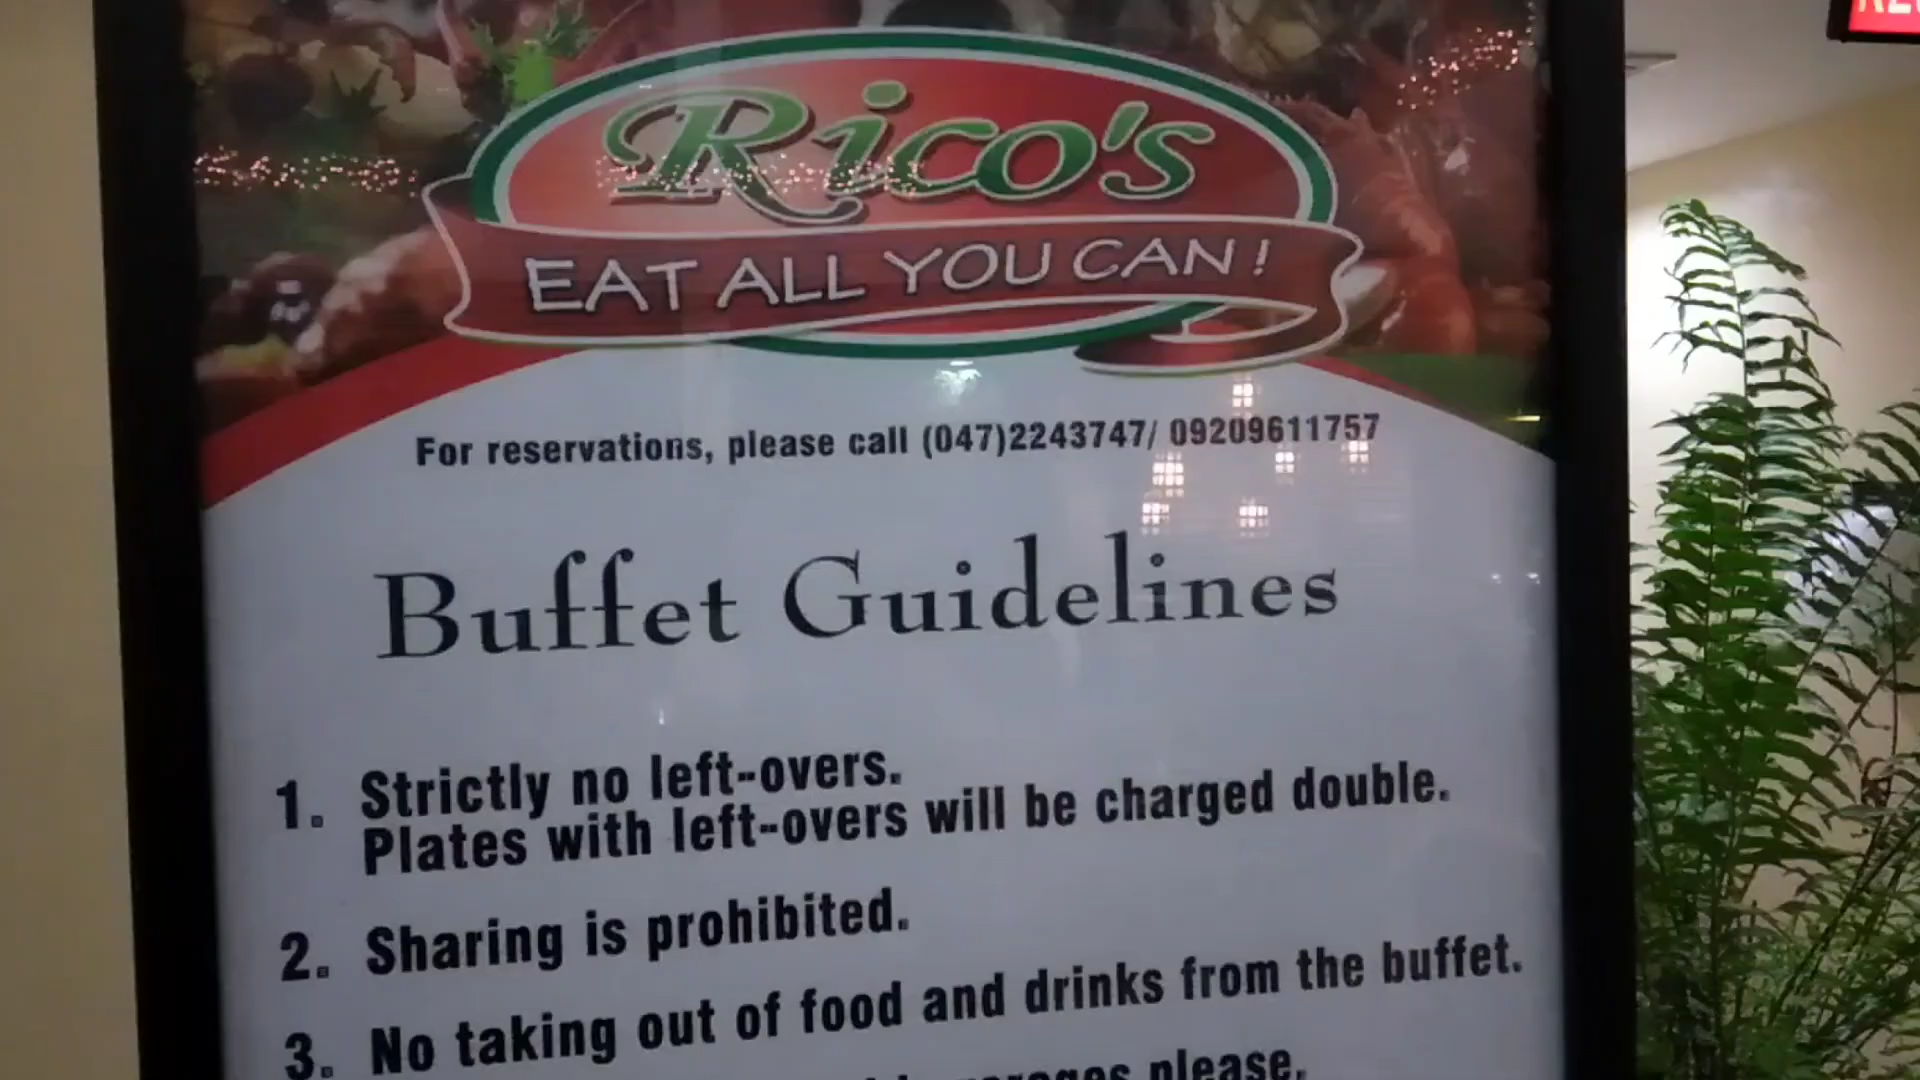 Rico's
EAT ALL YOU CAN!
For reservations, please call (047)2243747/ 09209611757
Buffet Guidelines
1. Strictly no left-overs.
Plates with left-overs will be charged double.
2. Sharing is prohibited.
3. No taking out of food and drinks from the buffet.
please.